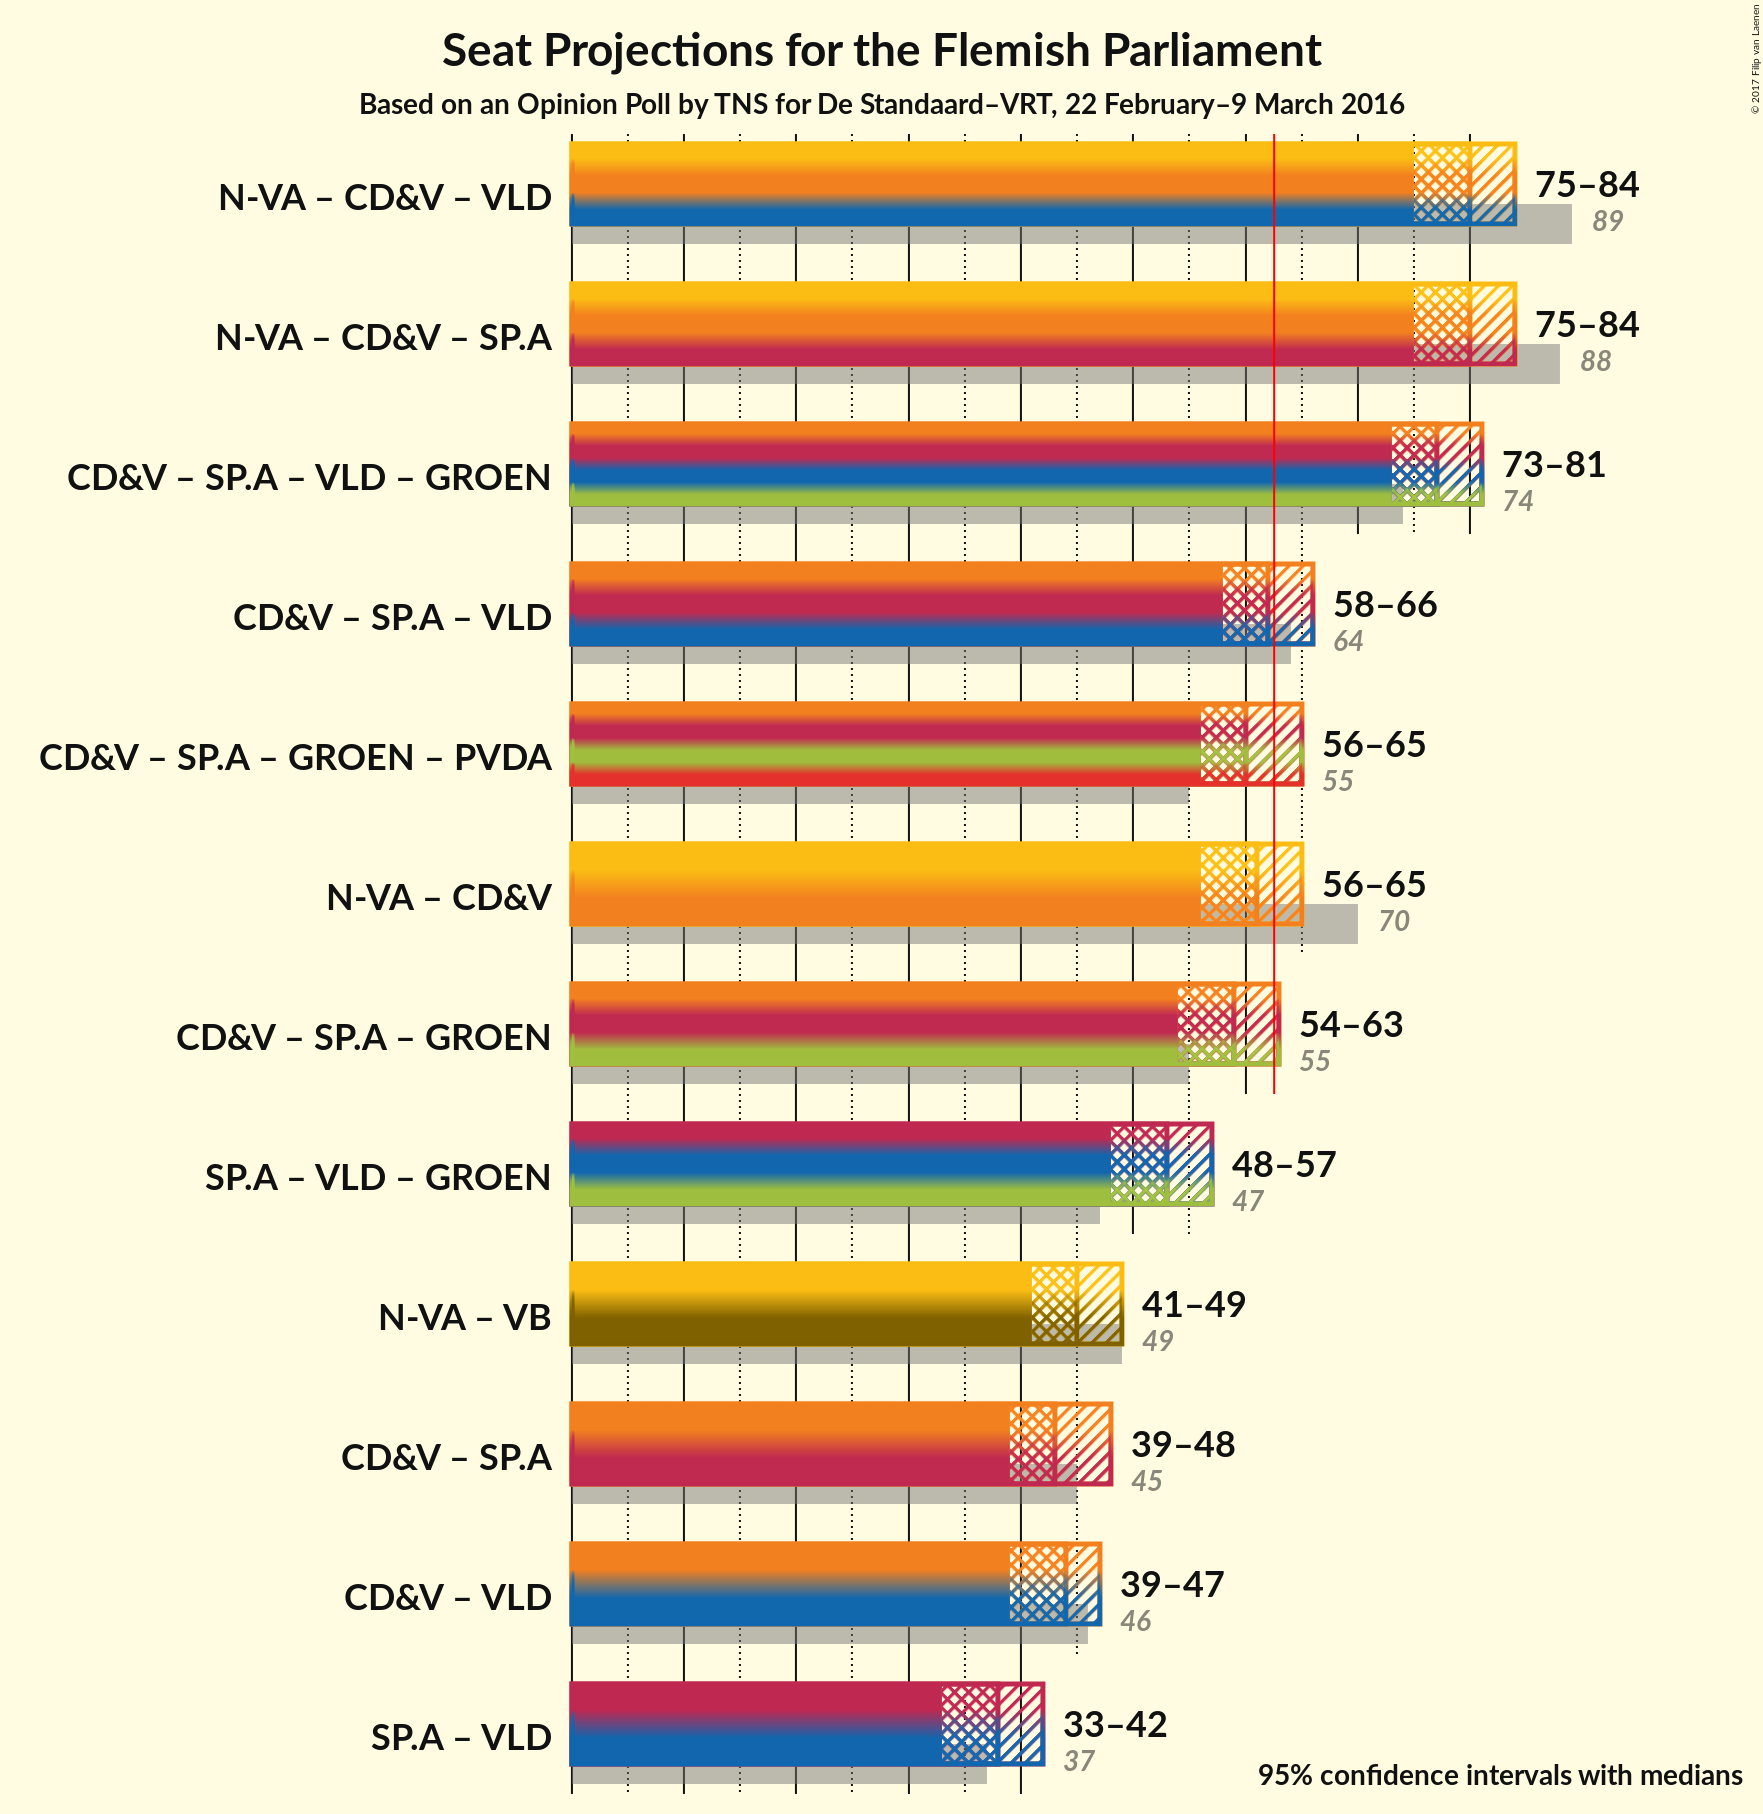 © 2017 Filip van Laenen
Seat Projections for the Flemish Parliament
Based on an Opinion Poll by TNS for De Standaard–VRT, 22 February–9 March 2016
N-VA – CD&V – VLD
75–84
89
N-VA – CD&V – SP.A
75–84
88
CD&V – SP.A – VLD – GROEN
73–81
74
CD&V – SP.A – VLD
58–66
64
CD&V – SP.A – GROEN – PVDA
56–65
55
N-VA – CD&V
56–65
70
CD&V – SP.A – GROEN
54–63
55
SP.A – VLD – GROEN
48–57
47
N-VA – VB
41–49
49
CD&V – SP.A
39–48
45
CD&V – VLD
39–47
46
SP.A – VLD
33–42
37
95% confidence intervals with medians